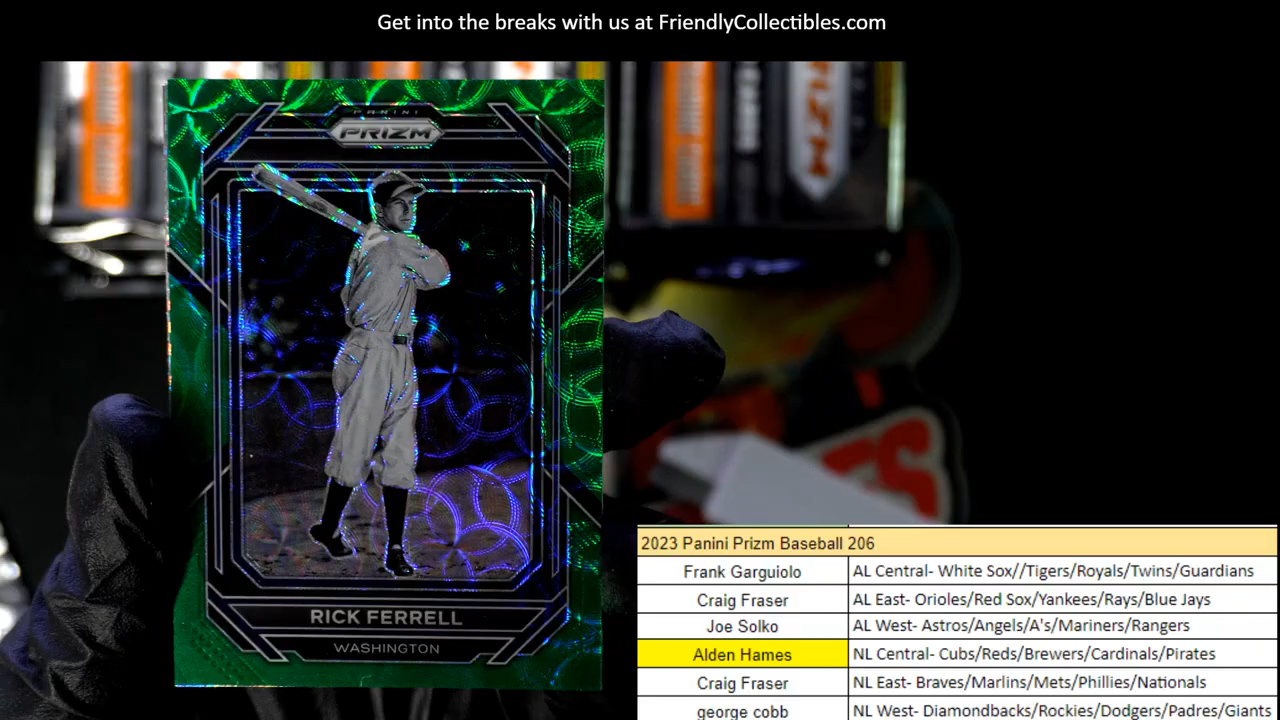 Get into the breaks with us at FriendlyCollectibles.com
PANINI
PRIZM
RICK FERRELL
WASHINGTON
2023 Panini Prizm Baseball 206
Frank Garguiolo AL Central- White Sox//Tigers/Royals/Twins/Guardians
Craig Fraser AL East- Orioles/Red Sox/Yankees/Rays/Blue Jays
Joe Solko AL West- Astros/Angels/A's/Mariners/Rangers
Alden Hames NL Central- Cubs/Reds/Brewers/Cardinals/Pirates
Craig Fraser NL East- Braves/Marlins/Mets/Phillies/Nationals
george cobb NL West- Diamondbacks/Rockies/Dodgers/Padres/Giants